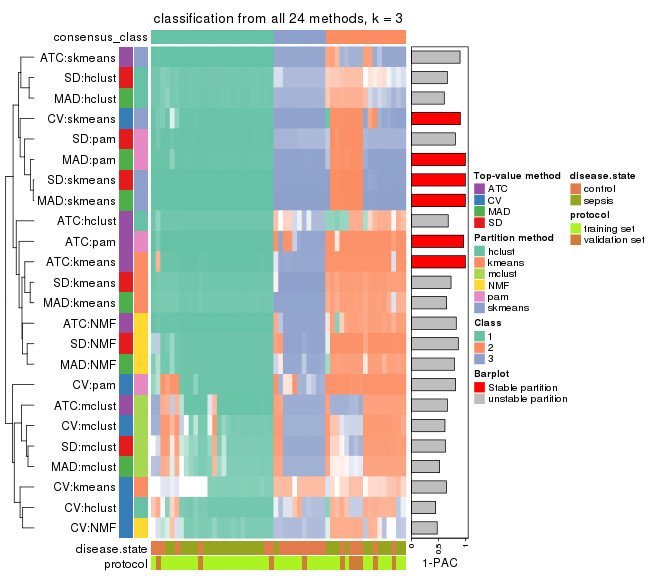 classification from all 24 methods, k = 3
consensus_class
ATC:skmeans
SD:hclust
MAD:hclust
CV:skmeans
SD:pam
MAD:pam
SD:skmeans
MAD:skmeans
ATC:hclust
ATC:pam
ATC:kmeans
SD:kmeans
MAD:kmeans
ATC:NMF
SD:NMF
MAD:NMF
CV:pam
ATC:mclust
CV:mclust
SD:mclust
MAD:mclust
CV:kmeans
CV:hclust
CV:NMF
disease.state
protocol
0 0.5 1
1-PAC
Top-value method
ATC
CV
MAD
SD
Partition method
hclust
kmeans
mclust
NMF
pam
skmeans
Class
1
2
3
Barplot
Stable partition
unstable partition
disease.state
control
sepsis
protocol
training set
validation set